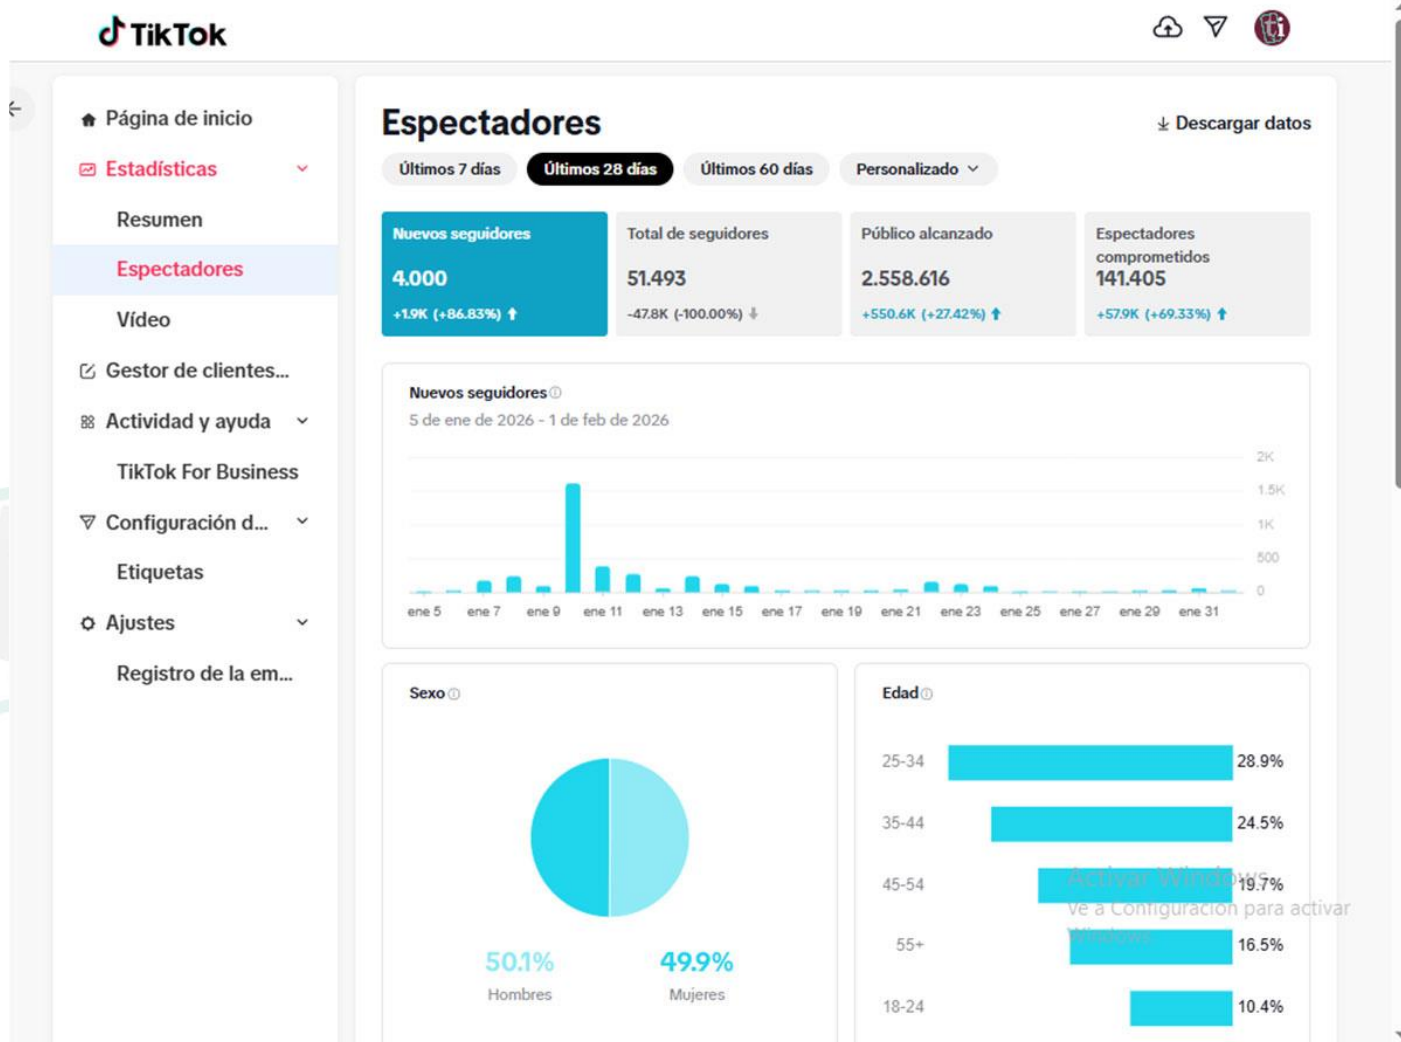 TikTok
Página de inicio
Estadísticas
Resumen
Espectadores
Vídeo
Gestor de clientes...
Actividad y ayuda
TikTok For Business
Configuración d...
Etiquetas
Ajustes
Registro de la em...
Espectadores
Descargar datos
Últimos 7 días
Últimos 28 días
Últimos 60 días
Personalizado
Nuevos seguidores
4.000
+1.9K (+86.83%)
Total de seguidores
51.493
-47.8K (-100.00%)
Público alcanzado
2.558.616
+550.6K (+27.42%)
Espectadores
comprometidos
141.405
+57.9K (+69.33%)
Nuevos seguidores
5 de ene de 2026 - 1 de feb de 2026
2K
1.5K
1K
500
0
ene 5 ene 7 ene 9 ene 11 ene 13 ene 15 ene 17 ene 19 ene 21 ene 23 ene 25 ene 27 ene 29 ene 31
Sexo
50.1% 49.9%
Hombres Mujeres
Edad
25-34 28.9%
35-44 24.5%
45-54 19.7%
55+ 16.5%
18-24 10.4%
Activar Windows
Ve a Configuración para activar
Windows.